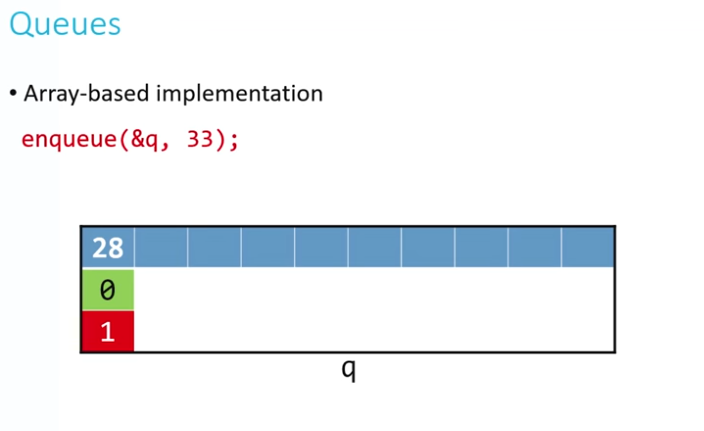 Queues
• Array-based implementation
enqueue(&q, 33);
28
0
1
q